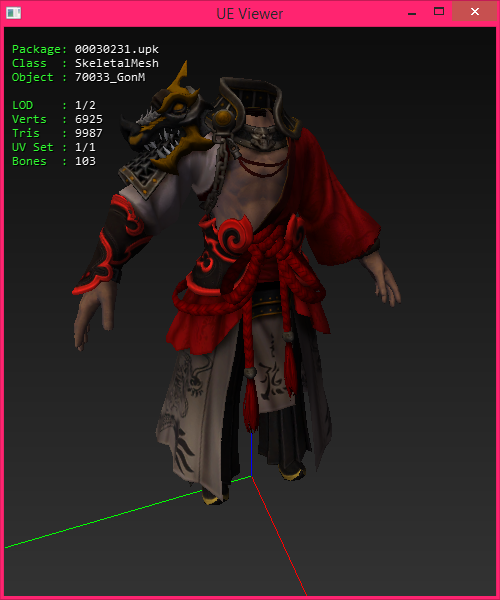 UE Viewer
Package: 00030231.upk
Class  : SkeletalMesh
Object : 70033_GonM
LOD    : 1/2
Verts  : 6925
Tris   : 9987
UV Set : 1/1
Bones  : 103